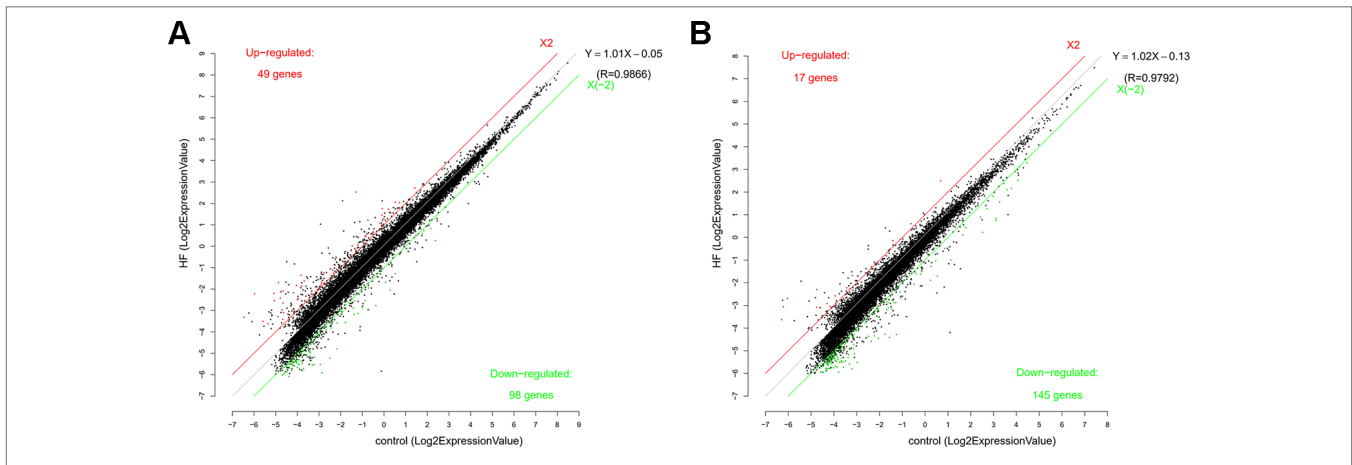 A
Up−regulated:
49 genes
X2
Y = 1.01X − 0.05
(R=0.9866)
X(−2)
Down−regulated:
98 genes
HF (Log2ExpressionValue)
9
8
7
6
5
4
3
2
1
0
−1
−2
−3
−4
−5
−6
−7
−7 −6 −5 −4 −3 −2 −1 0 1 2 3 4 5 6 7 8 9
control (Log2ExpressionValue)
B
Up−regulated:
17 genes
X2
Y = 1.02X − 0.13
(R=0.9792)
X(−2)
Down−regulated:
145 genes
HF (Log2ExpressionValue)
8
7
6
5
4
3
2
1
0
−1
−2
−3
−4
−5
−6
−7
−7 −6 −5 −4 −3 −2 −1 0 1 2 3 4 5 6 7 8
control (Log2ExpressionValue)